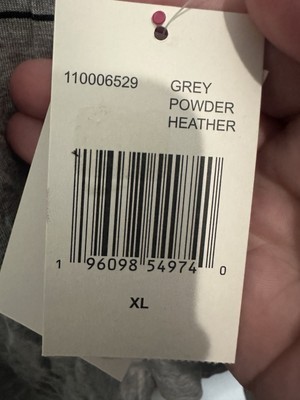 110006529 GREY
POWDER
HEATHER
1 96098 54974 0
XL